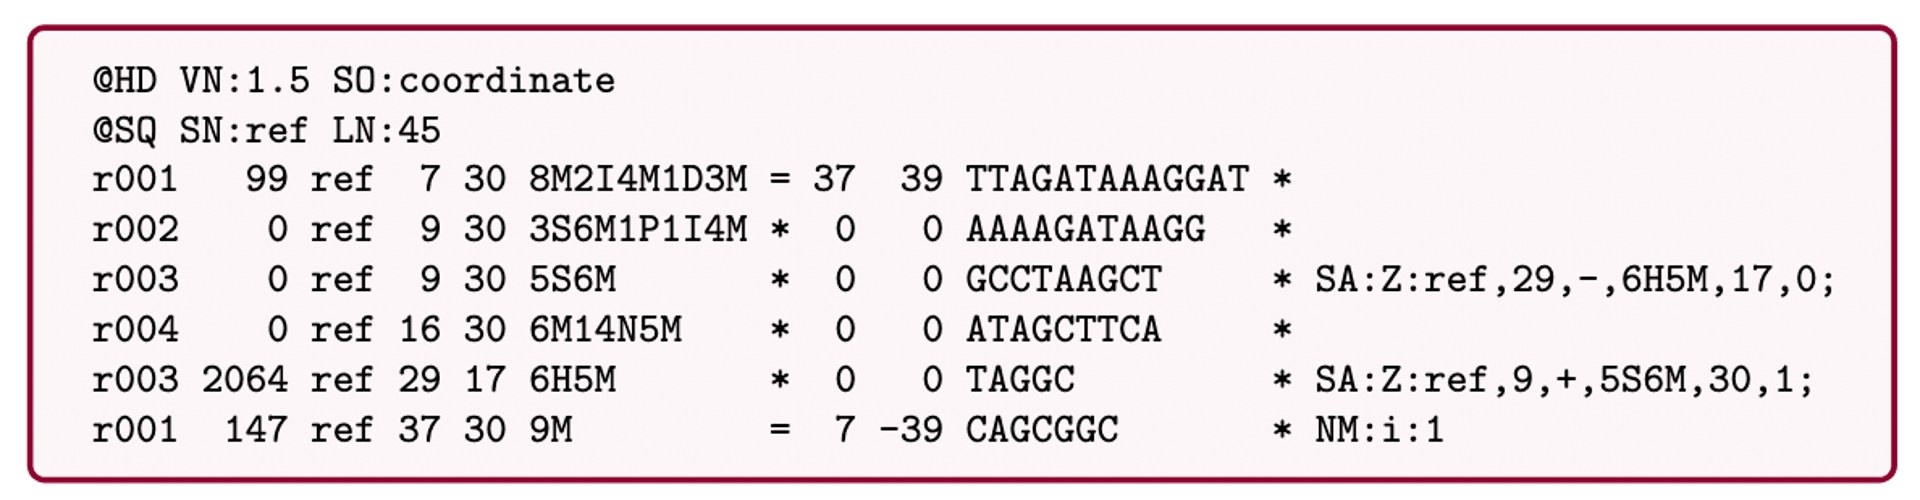 @HD VN:1.5 SO:coordinate
@SQ SN:ref LN:45
r001   99 ref  7 30 8M2I4M1D3M = 37  39 TTAGATAAAGGAT *
r002    0 ref  9 30 3S6M1P1I4M *  0   0 AAAAGATAAGG   *
r003    0 ref  9 30 5S6M       *  0   0 GCCTAAGCT     * SA:Z:ref,29,-,6H5M,17,0;
r004    0 ref 16 30 6M14N5M    *  0   0 ATAGCTTCA     *
r003 2064 ref 29 17 6H5M       *  0   0 TAGGC         * SA:Z:ref,9,+,5S6M,30,1;
r001  147 ref 37 30 9M         =  7 -39 CAGCGGC       * NM:i:1